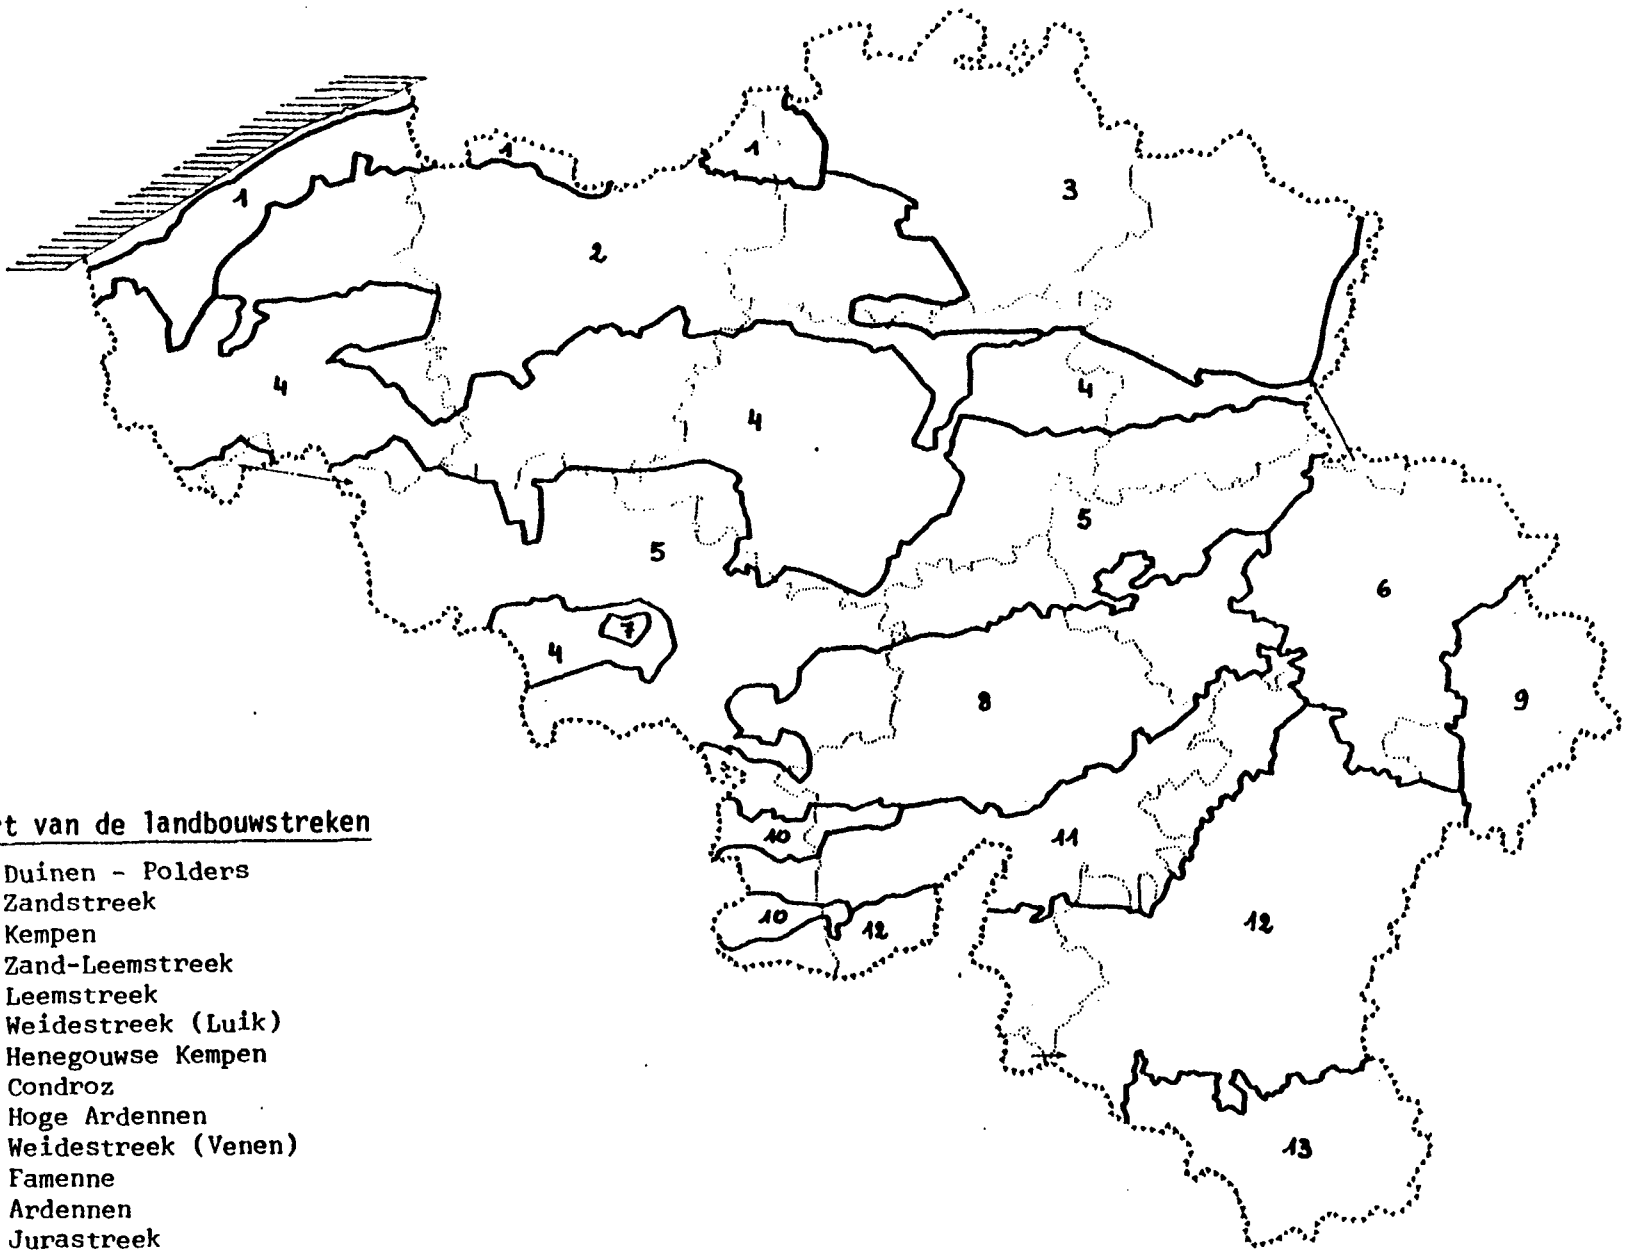 1
1
1
3
2
4
4
4
5
5
6
4
7
8
9
10
11
10
12
12
13
rt van de landbouwstreken
Duinen - Polders
Zandstreek
Kempen
Zand-Leemstreek
Leemstreek
Weidestreek (Luik)
Henegouwse Kempen
Condroz
Hoge Ardennen
Weidestreek (Venen)
Famenne
Ardennen
Jurastreek